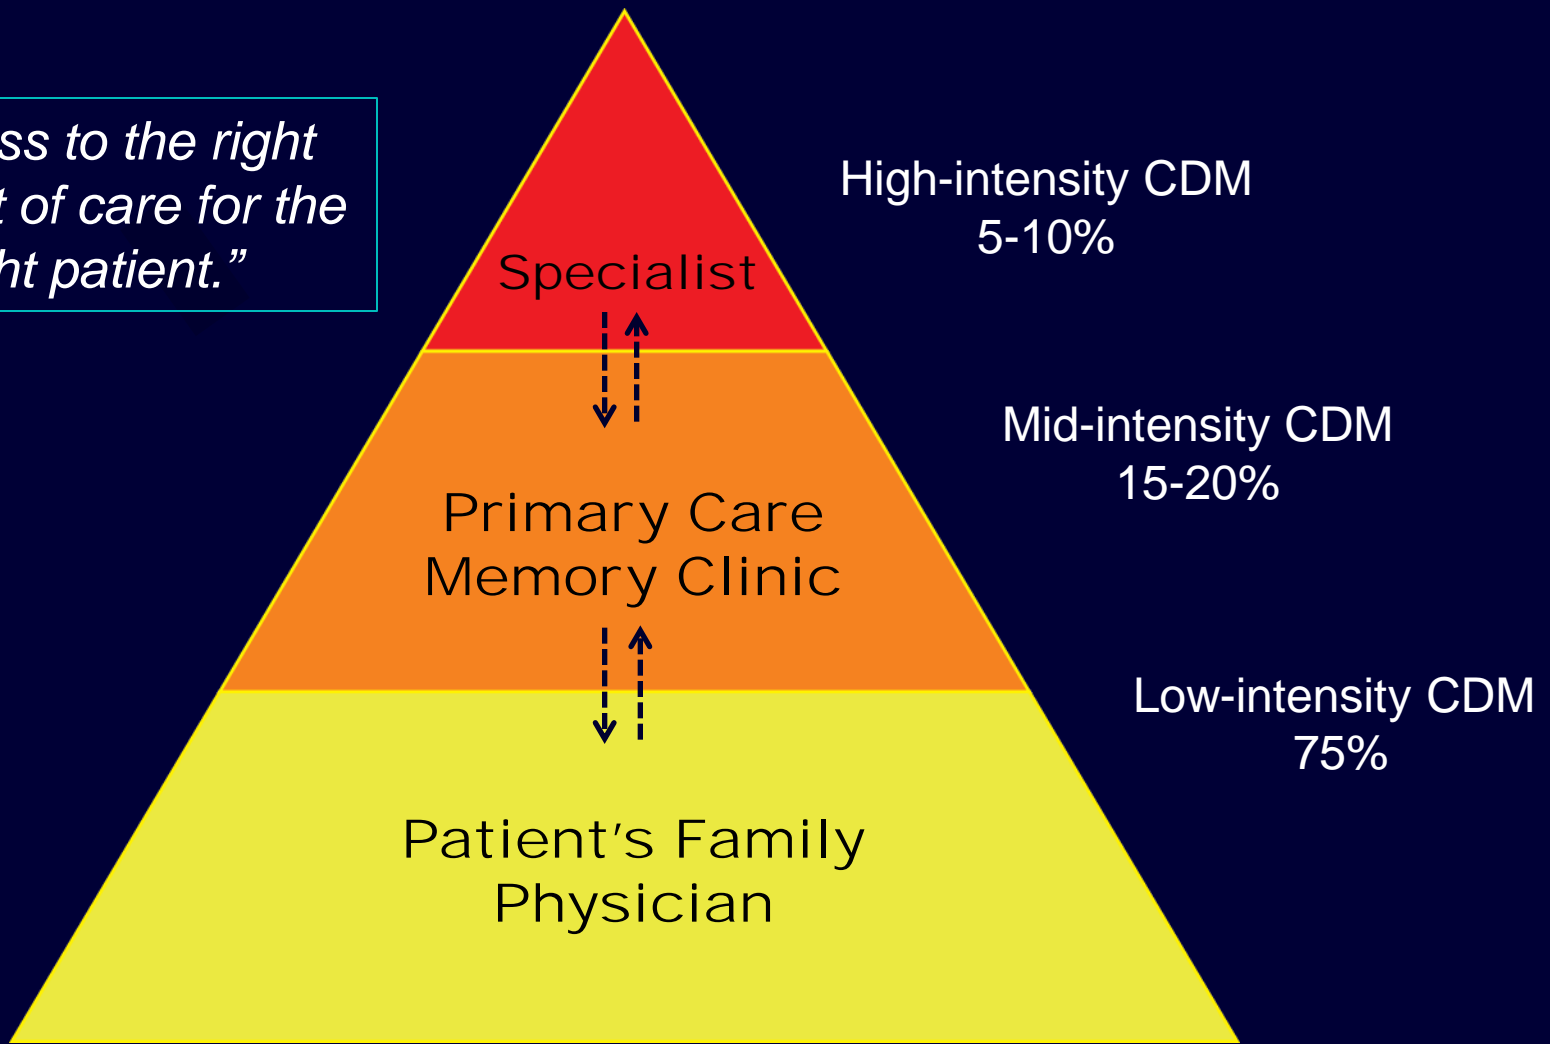 ss to the right
of care for the
ht patient.”
High-intensity CDM
5-10%
Specialist
Mid-intensity CDM
15-20%
Primary Care
Memory Clinic
Low-intensity CDM
75%
Patient’s Family
Physician